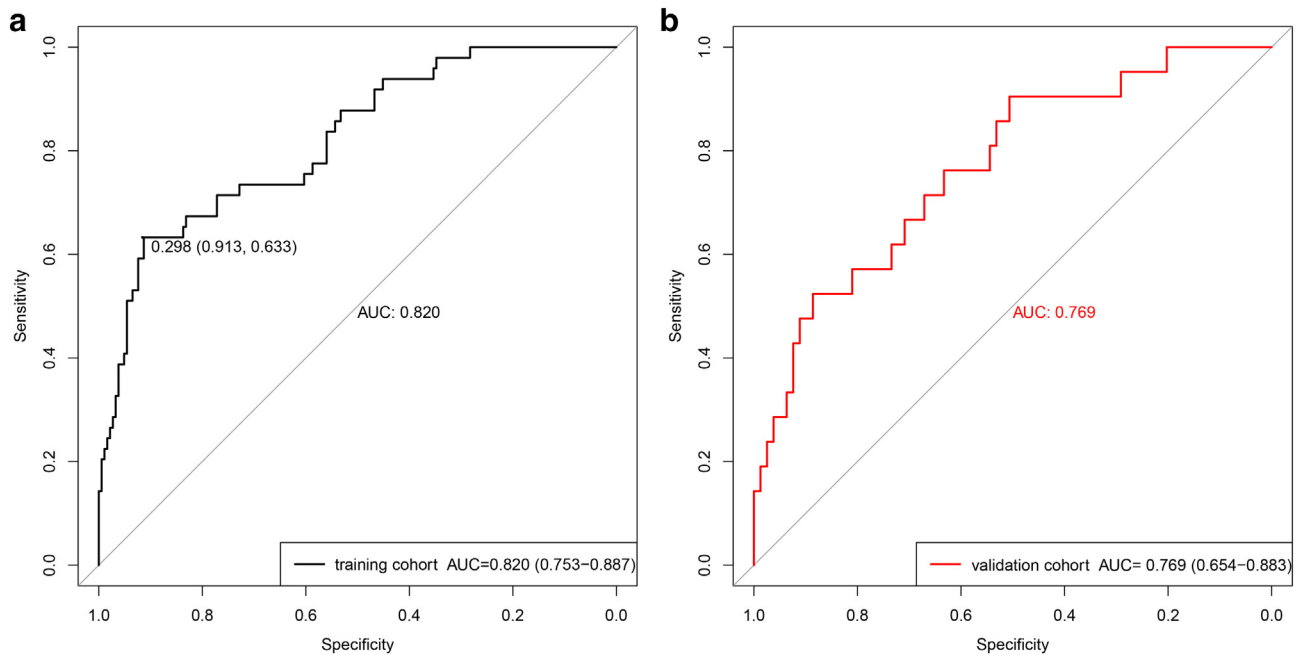 a
1.0
0.8
0.6
0.4
0.2
0.0
Sensitivity
0.298 (0.913, 0.633)
AUC: 0.820
training cohort AUC=0.820 (0.753−0.887)
1.0
0.8
0.6
0.4
0.2
0.0
Specificity
b
1.0
0.8
0.6
0.4
0.2
0.0
Sensitivity
AUC: 0.769
validation cohort AUC= 0.769 (0.654−0.883)
1.0
0.8
0.6
0.4
0.2
0.0
Specificity